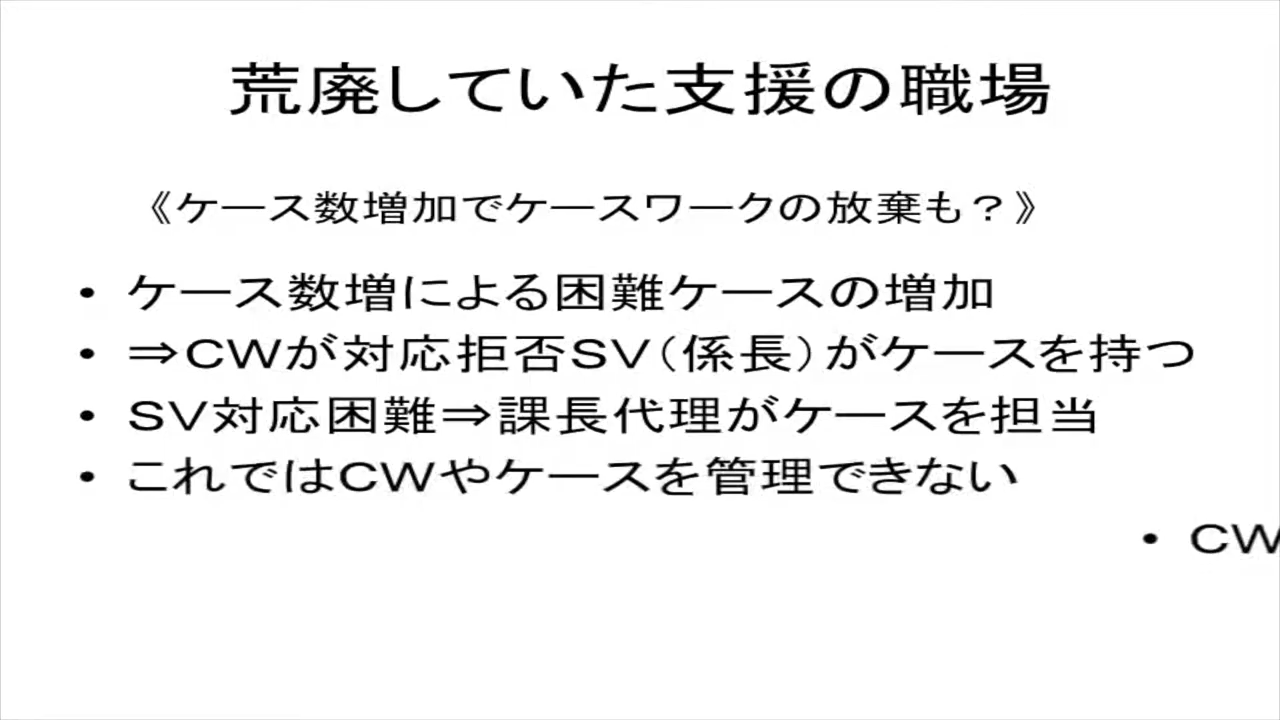 荒廃していた支援の職場
《ケース数増加でケースワークの放棄も？》
• ケース数増による困難ケースの増加
• ⇒CWが対応拒否SV（係長）がケースを持つ
• SV対応困難⇒課長代理がケースを担当
• これではCWやケースを管理できない
• CW